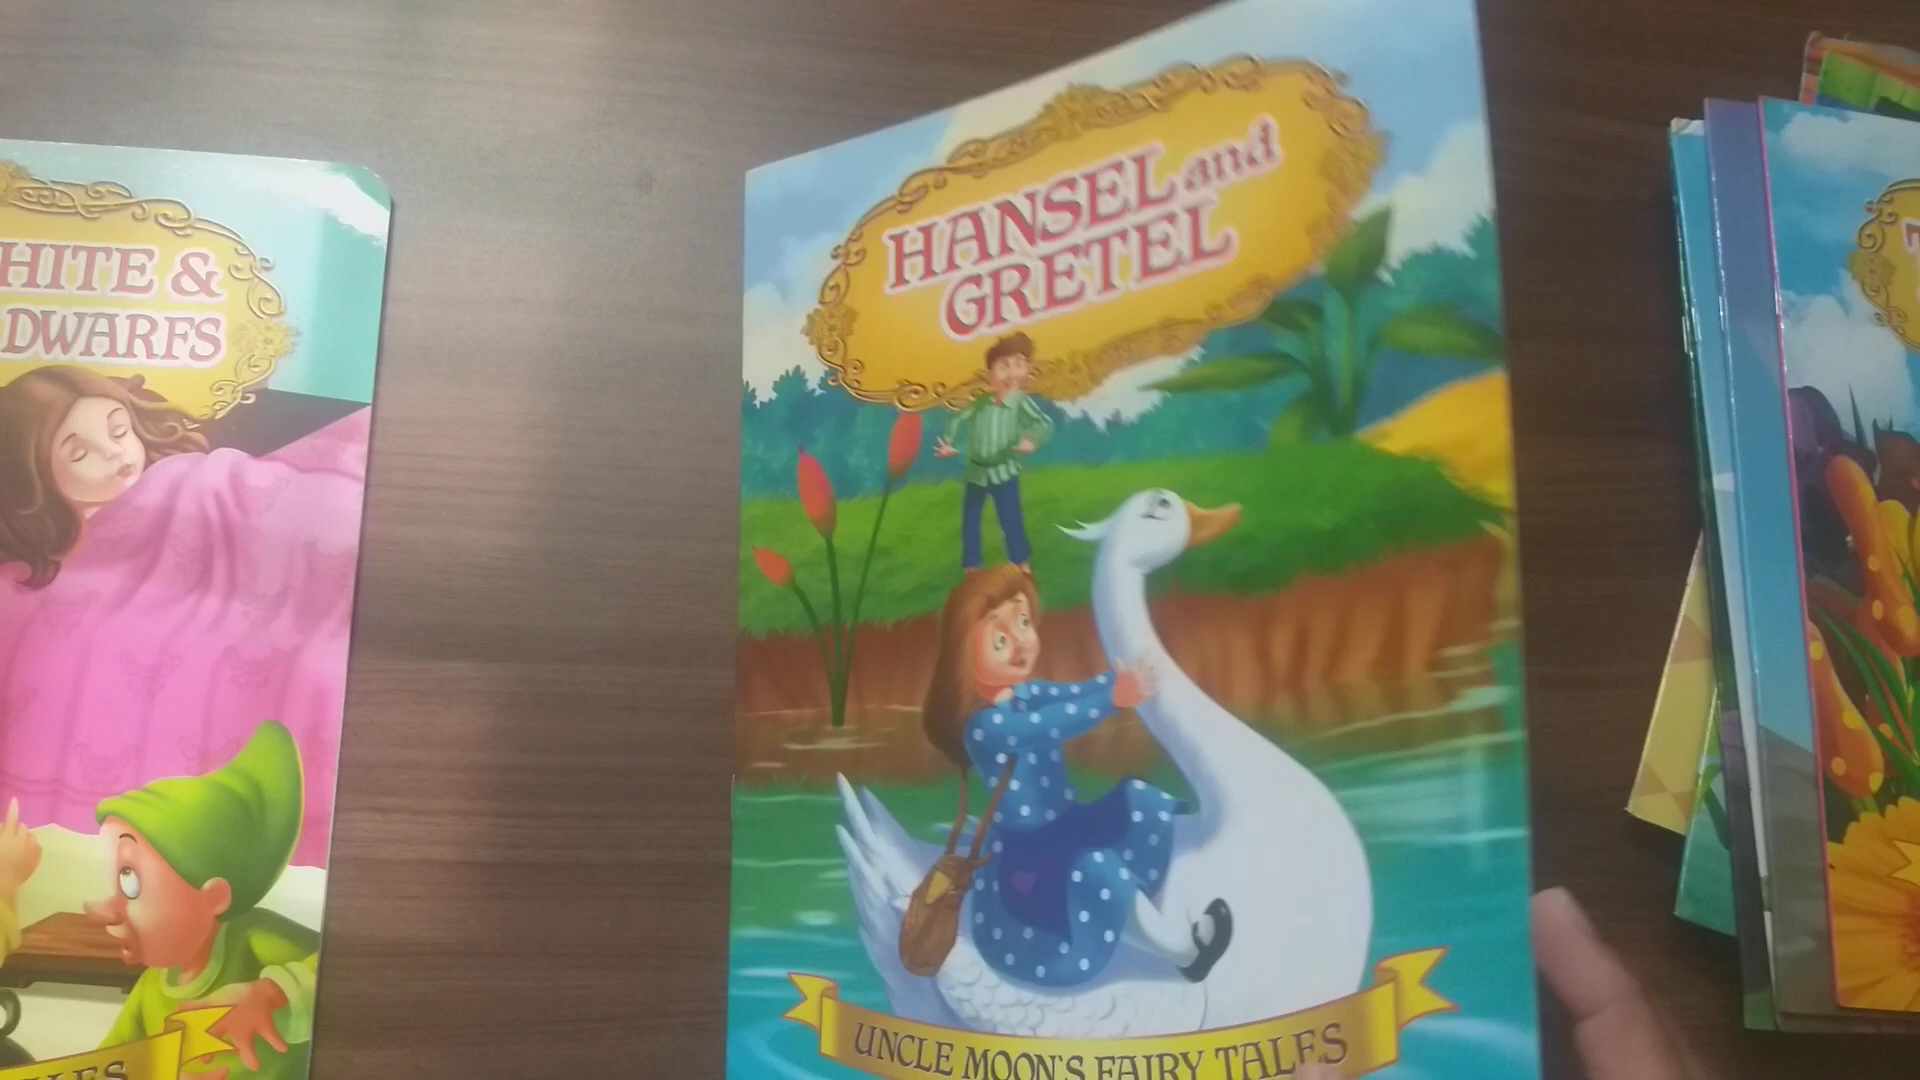 HITE &
DWARFS
HANSEL and
GRETEL
UNCLE MOON'S FAIRY TALES